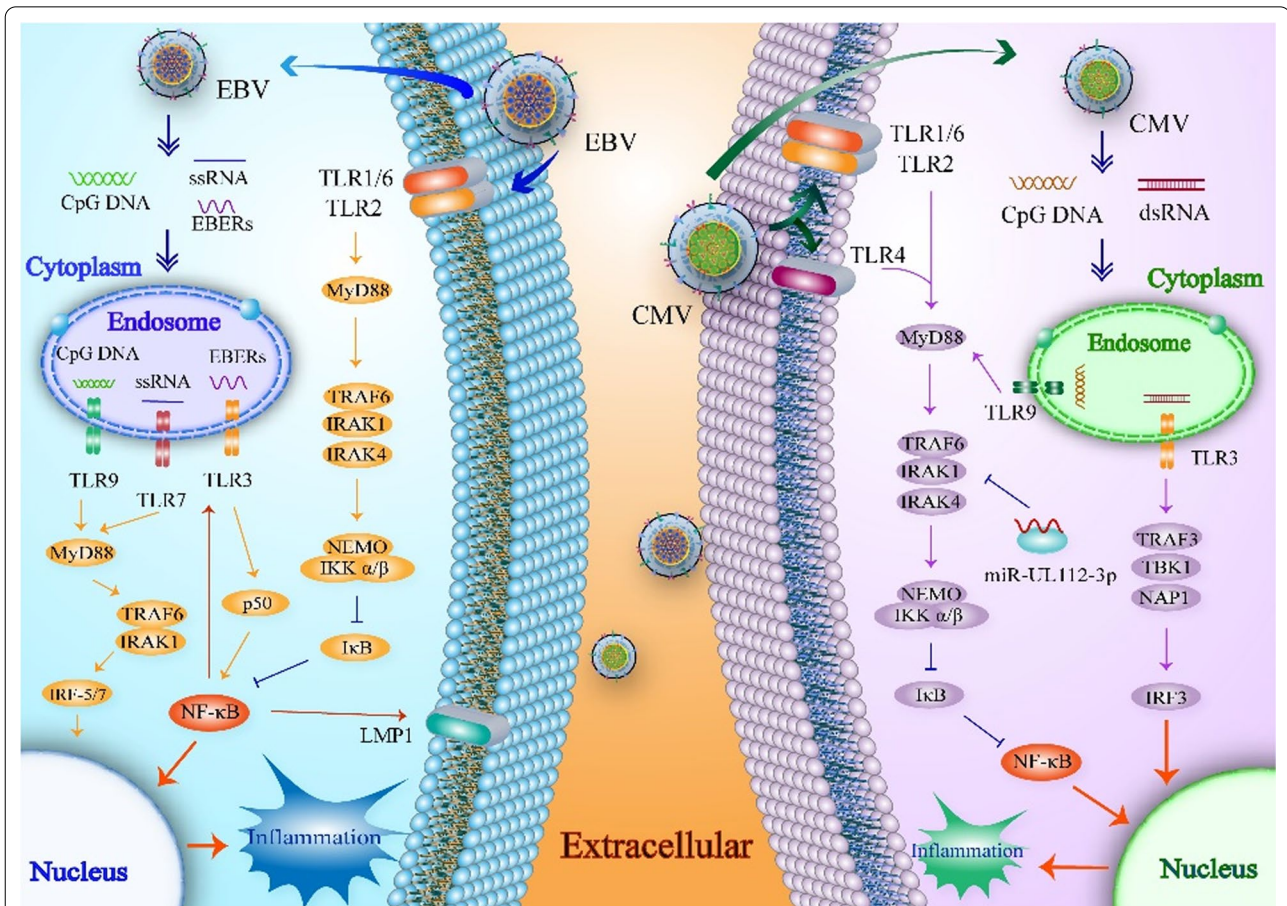 EBV
ssRNA
CpG DNA
EBERs
Cytoplasm
Endosome
CpG DNA
EBERs
ssRNA
TLR9
TLR7
TLR3
MyD88
TRAF6
IRAK1
IRF-5/7
p50
NF-κB
Nucleus
TLR1/6
TLR2
MyD88
TRAF6
IRAK1
IRAK4
NEMO
IKK α/β
IκB
LMP1
Inflammation
EBV
CMV
Extracellular
TLR1/6
TLR2
TLR4
MyD88
TRAF6
IRAK1
IRAK4
miR-UL112-3p
NEMO
IKK α/β
IκB
NF-κB
Inflammation
CMV
CpG DNA
dsRNA
Cytoplasm
Endosome
TLR9
TLR3
TRAF3
TBK1
NAP1
IRF3
Nucleus